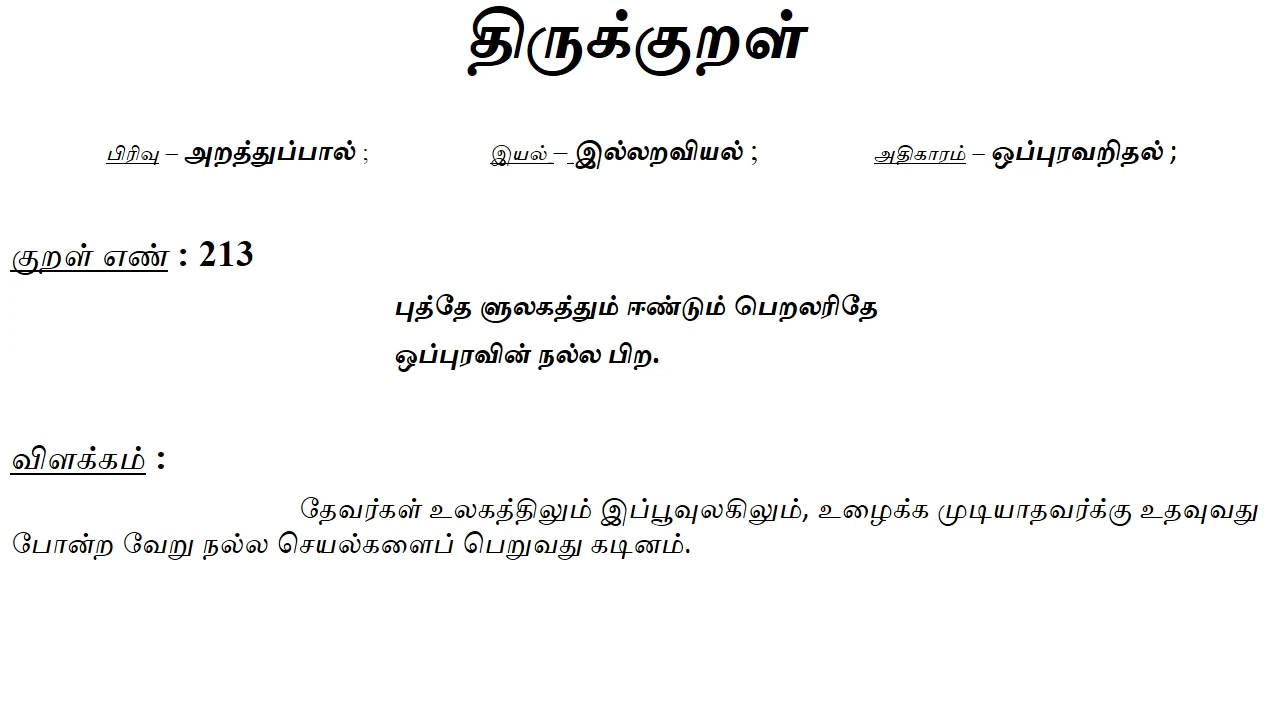 திருக்குறள்
பிரிவு – அறத்துப்பால் ; இயல் – இல்லறவியல் ; அதிகாரம் – ஒப்புரவறிதல் ;
குறள் எண் : 213
புத்தே ளுலகத்தும் ஈண்டும் பெறலரிதே
ஒப்புரவின் நல்ல பிற.
விளக்கம் :
தேவர்கள் உலகத்திலும் இப்பூவுலகிலும், உழைக்க முடியாதவர்க்கு உதவுவது
போன்ற வேறு நல்ல செயல்களைப் பெறுவது கடினம்.